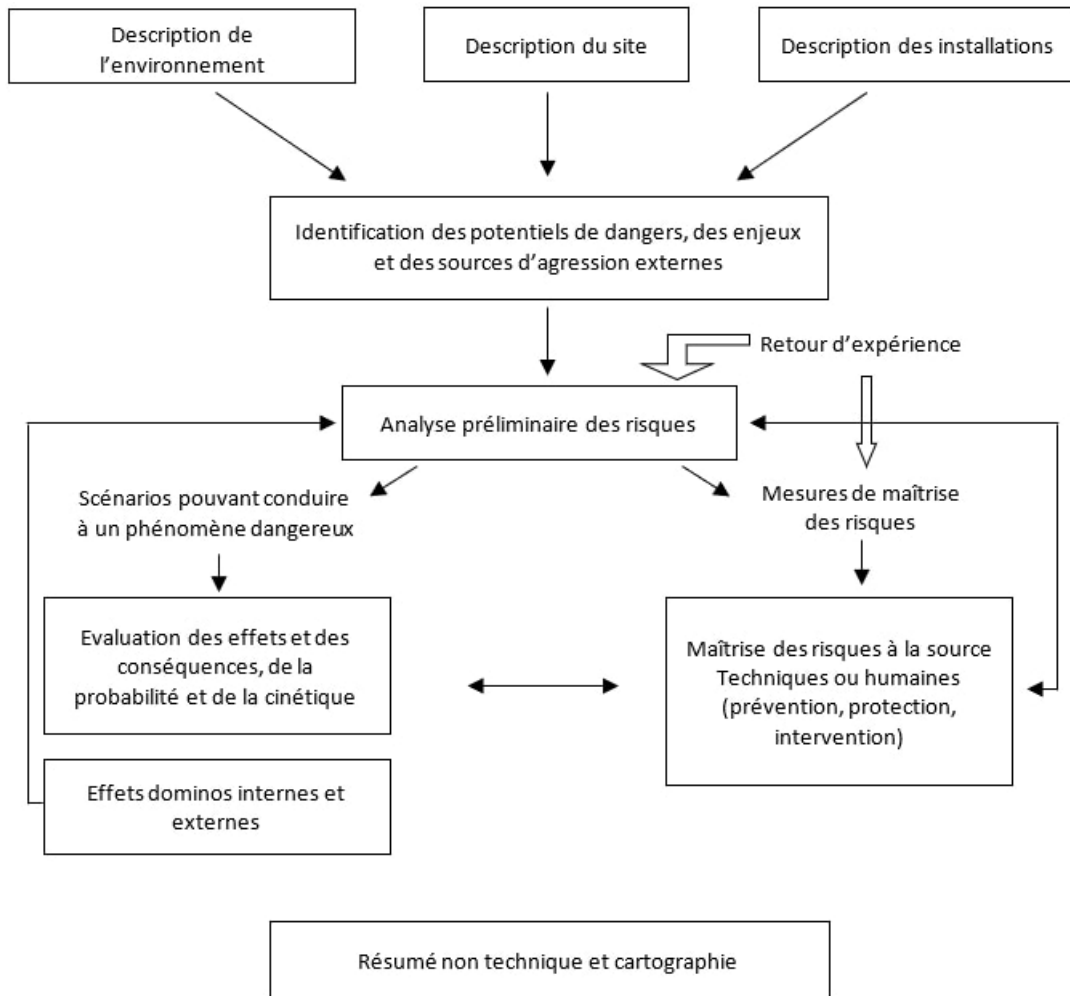 Description de
l'environnement
Description du site
Description des installations
Identification des potentiels de dangers, des enjeux
et des sources d'agression externes
Retour d'expérience
Analyse préliminaire des risques
Scénarios pouvant conduire
à un phénomène dangereux
Mesures de maîtrise
des risques
Evaluation des effets et des
conséquences, de la
probabilité et de la cinétique
Maîtrise des risques à la source
Techniques ou humaines
(prévention, protection,
intervention)
Effets dominos internes et
externes
Résumé non technique et cartographie